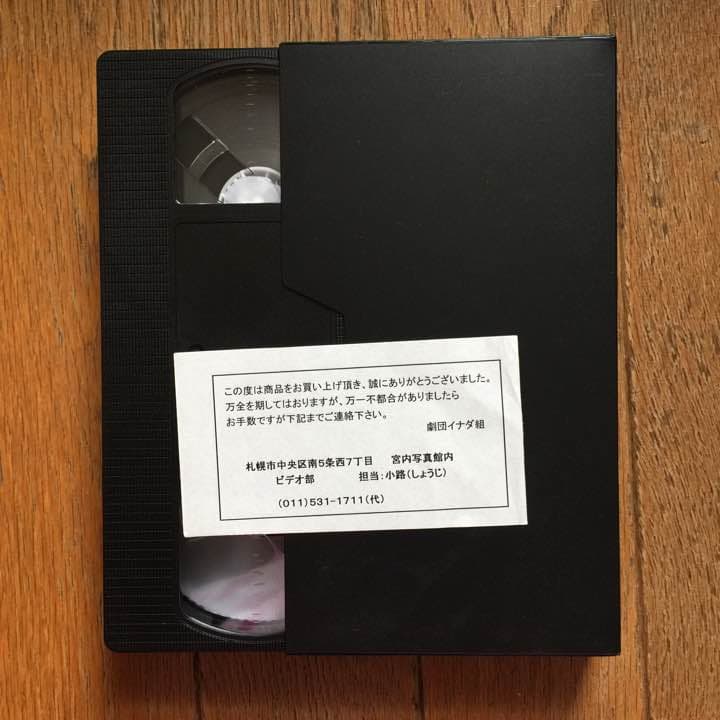 この度は商品をお買い上げ頂き、誠にありがとうございました。
万全を期してはおりますが、万一不都合がありましたら
お手数ですが下記までご連絡下さい。
劇団イナダ組
札幌市中央区南5条西7丁目 宮内写真館内
ビデオ部 担当:小路(しょうじ)
(011)531-1711(代)